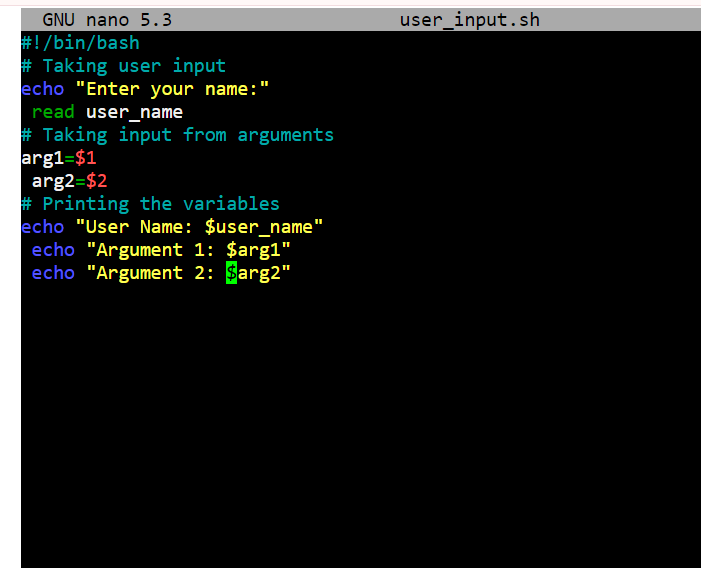 GNU nano 5.3 user_input.sh
#!/bin/bash
# Taking user input
echo "Enter your name:"
read user_name
# Taking input from arguments
arg1=$1
arg2=$2
# Printing the variables
echo "User Name: $user_name"
echo "Argument 1: $arg1"
echo "Argument 2: $arg2"